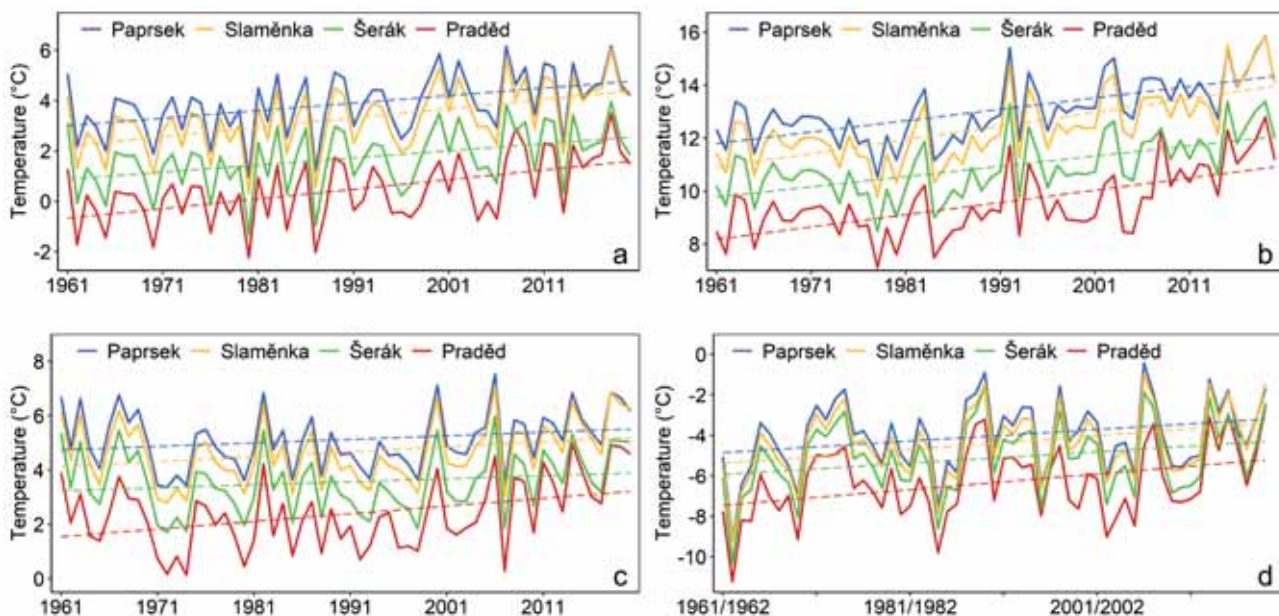 Paprsek Slaměnka Šerák Praděd
6
4
2
0
-2
Temperature (°C)
a
1961 1971 1981 1991 2001 2011
Paprsek Slaměnka Šerák Praděd
16
14
12
10
8
Temperature (°C)
b
1961 1971 1981 1991 2001 2011
Paprsek Slaměnka Šerák Praděd
8
6
4
2
0
Temperature (°C)
c
1961 1971 1981 1991 2001 2011
Paprsek Slaměnka Šerák Praděd
0
-2
-4
-6
-8
-10
Temperature (°C)
d
1961/1962 1981/1982 2001/2002